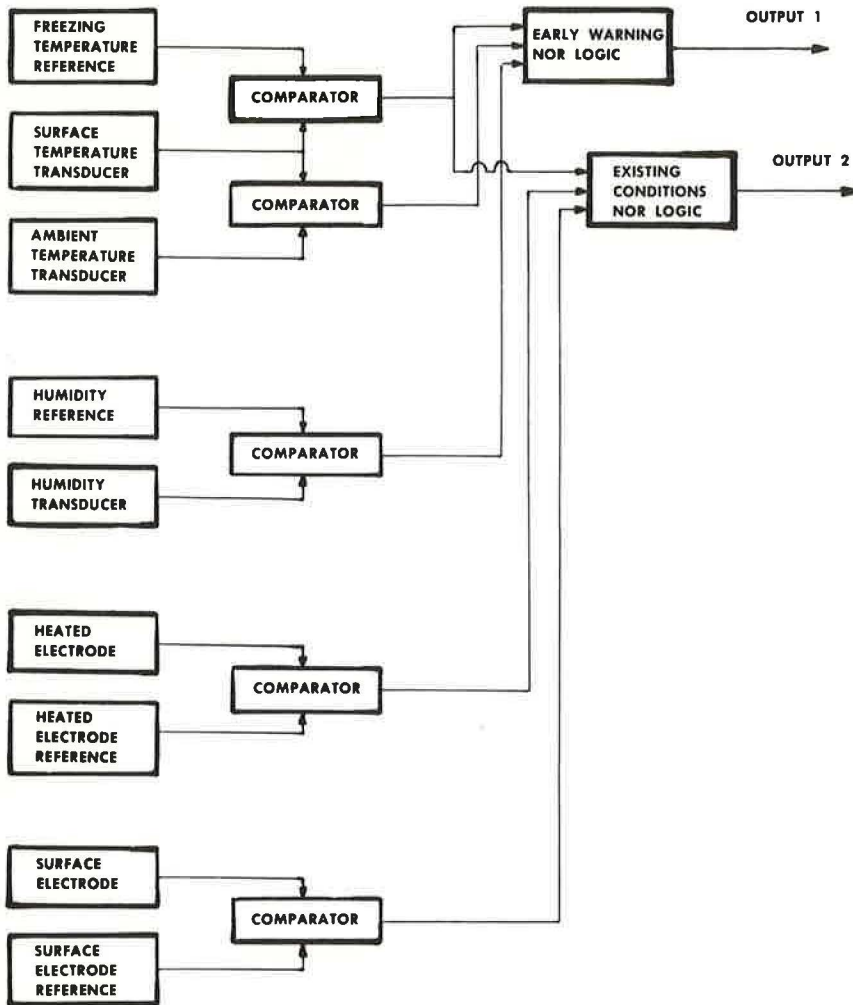 FREEZING
TEMPERATURE
REFERENCE
SURFACE
TEMPERATURE
TRANSDUCER
AMBIENT
TEMPERATURE
TRANSDUCER
COMPARATOR
COMPARATOR
EARLY WARNING
NOR LOGIC
OUTPUT 1
EXISTING
CONDITIONS
NOR LOGIC
OUTPUT 2
HUMIDITY
REFERENCE
HUMIDITY
TRANSDUCER
COMPARATOR
HEATED
ELECTRODE
HEATED
ELECTRODE
REFERENCE
COMPARATOR
SURFACE
ELECTRODE
SURFACE
ELECTRODE
REFERENCE
COMPARATOR